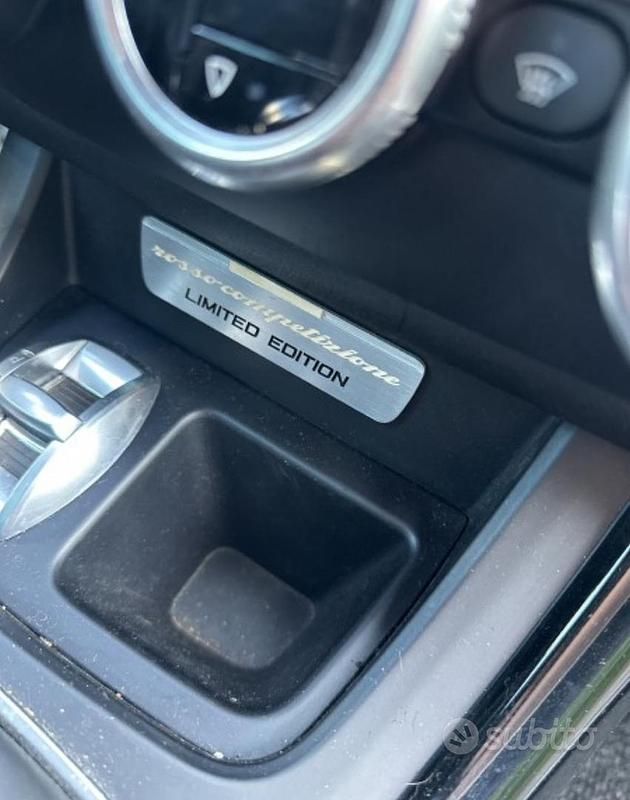 rosso competizione
LIMITED EDITION
subito